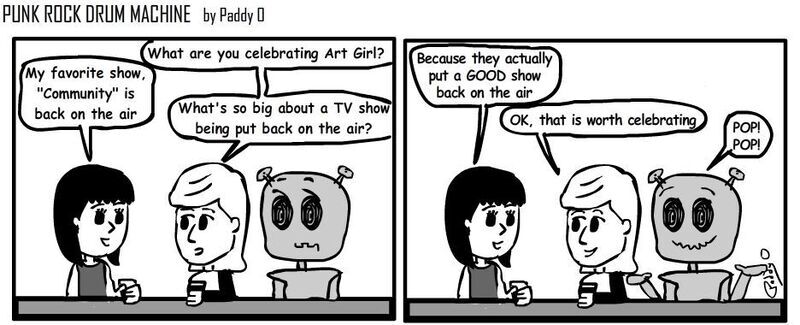 PUNK ROCK DRUM MACHINE by Paddy O
What are you celebrating Art Girl?
My favorite show,
"Community" is
back on the air
What's so big about a TV show
being put back on the air?
Because they actually
put a GOOD show
back on the air
OK, that is worth celebrating
POP!
POP!